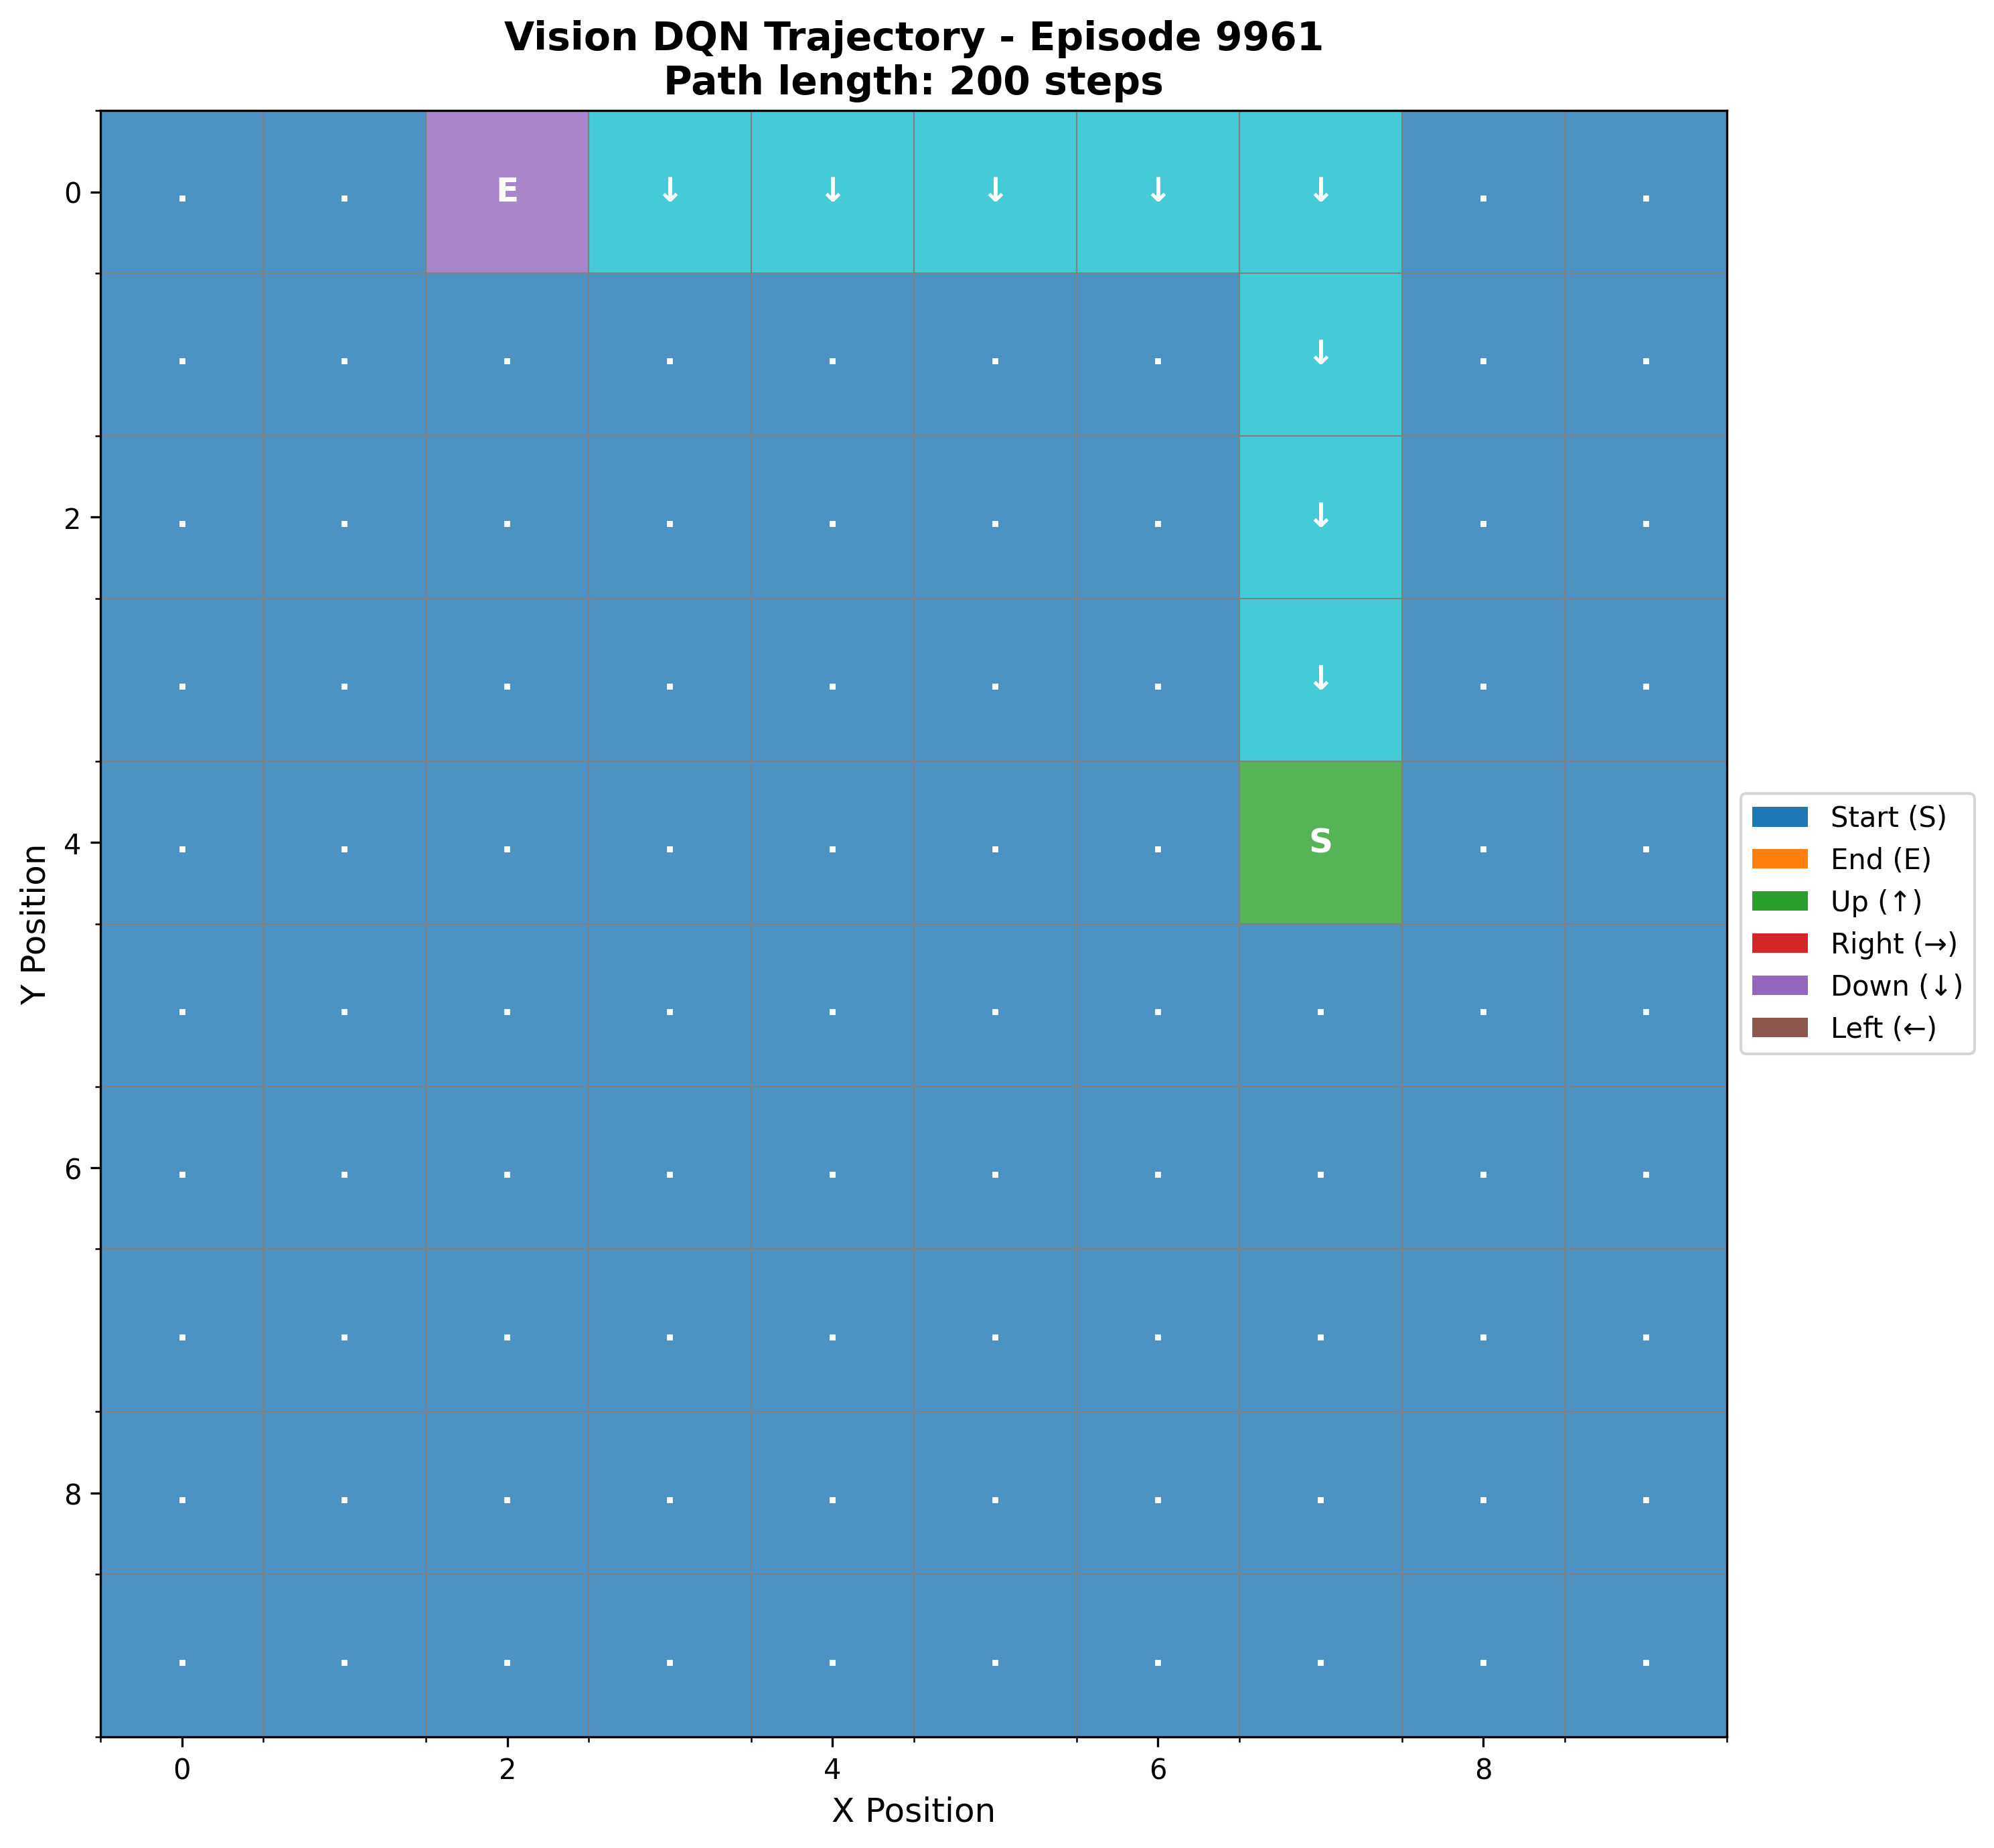 Vision DQN Trajectory - Episode 9961
Path length: 200 steps
0 . . E ↓ ↓ ↓ ↓ ↓ . .
. . . . . . . ↓ . .
2 . . . . . . . ↓ . .
. . . . . . . ↓ . .
4 . . . . . . . S . .
. . . . . . . . . .
6 . . . . . . . . . .
. . . . . . . . . .
8 . . . . . . . . . .
. . . . . . . . . .
0 2 4 6 8
X Position
Y Position
Start (S)
End (E)
Up (↑)
Right (→)
Down (↓)
Left (←)